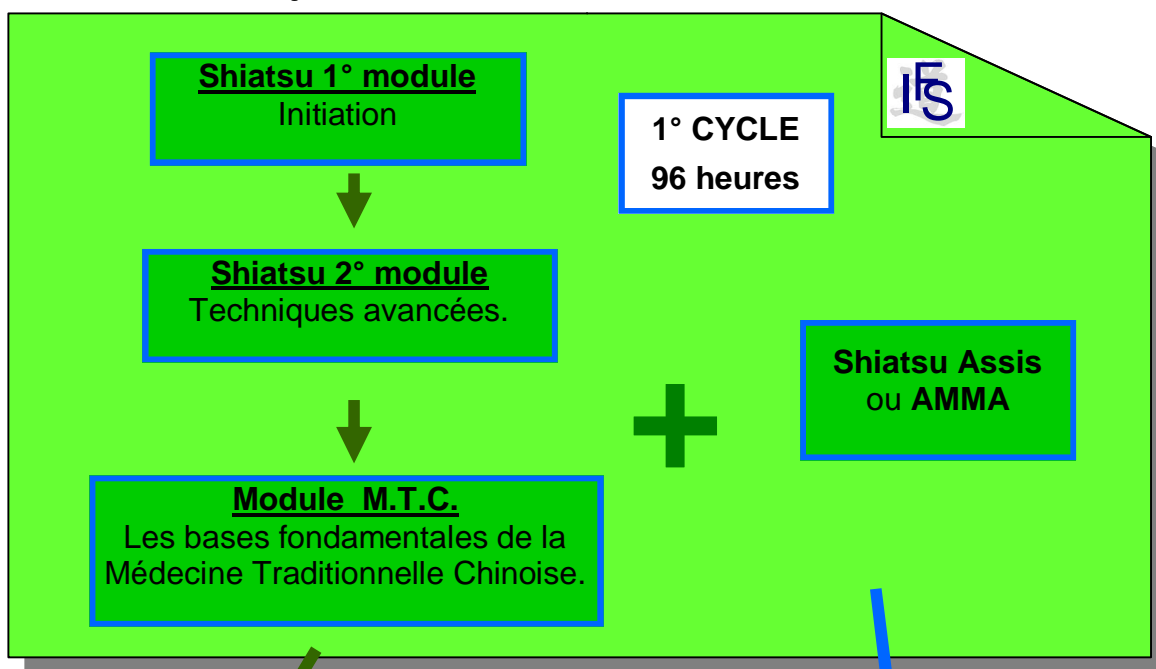 Shiatsu 1° module
Initiation
IFS
1° CYCLE
96 heures
Shiatsu 2° module
Techniques avancées.
Shiatsu Assis
ou AMMA
Module M.T.C.
Les bases fondamentales de la
Médecine Traditionnelle Chinoise.